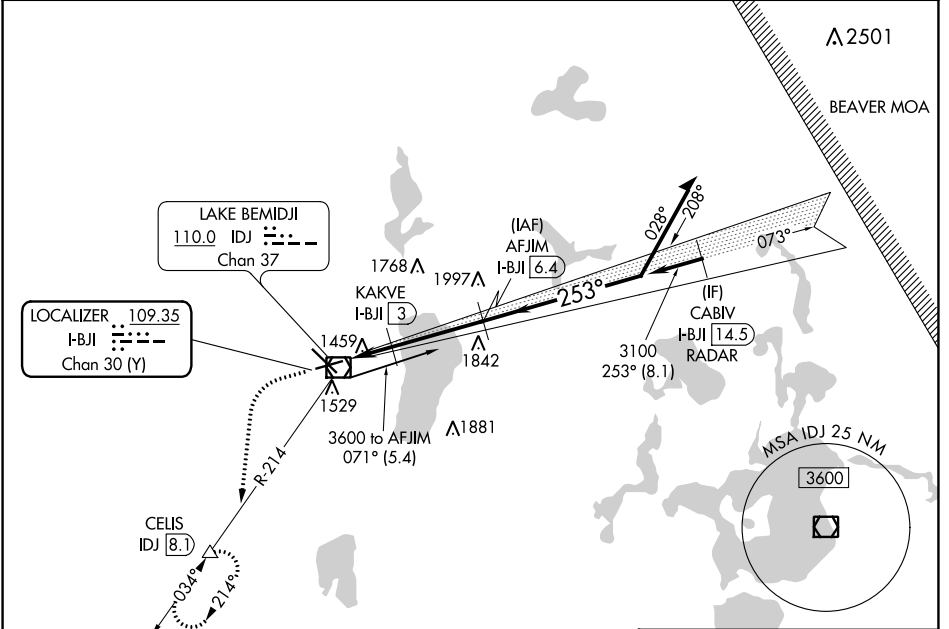 2501
BEAVER MOA
LAKE BEMIDJI
110.0 IDJ
Chan 37
LOCALIZER 109.35
I-BJI
Chan 30 (Y)
1768
1997
KAKVE
I-BJI 3
(IAF)
AFJIM
I-BJI 6.4
028°
208°
073°
253°
(IF)
CABIV
I-BJI 14.5
RADAR
3100
253° (8.1)
1459
1842
1529
1881
3600 to AFJIM
071° (5.4)
R-214
CELIS
IDJ 8.1
034°
214°
MSA IDJ 25 NM
3600